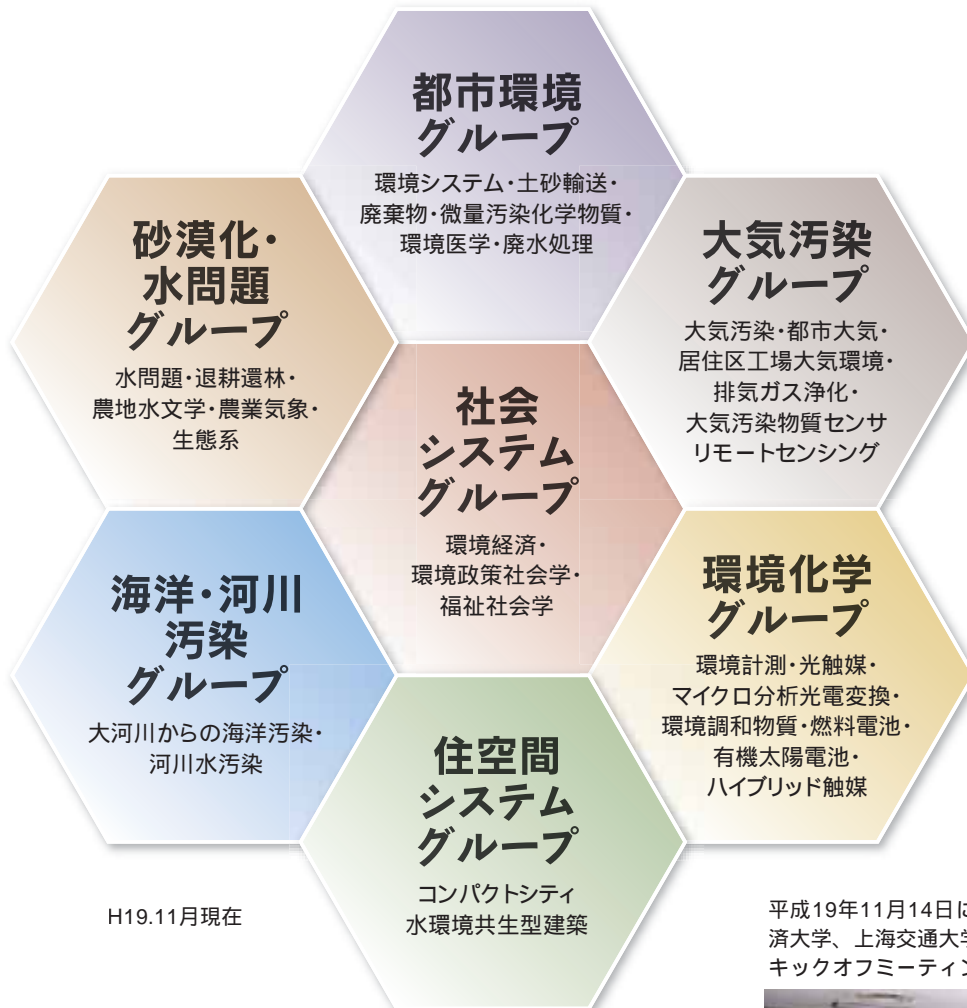 都市環境
グループ
環境システム・土砂輸送・
廃棄物・微量汚染化学物質・
環境医学・廃水処理
砂漠化・
水問題
グループ
水問題・退耕還林・
農地水文学・農業気象・
生態系
大気汚染
グループ
大気汚染・都市大気・
居住区工場大気環境・
排気ガス浄化・
大気汚染物質センサ
リモートセンシング
社会
システム
グループ
環境経済・
環境政策社会学・
福祉社会学
海洋・河川
汚染
グループ
大河川からの海洋汚染・
河川水汚染
環境化学
グループ
環境計測・光触媒・
マイクロ分析光電変換・
環境調和物質・燃料電池・
有機太陽電池・
ハイブリッド触媒
住空間
システム
グループ
コンパクトシティ
水環境共生型建築
H19.11月現在
平成19年11月14日に
済大学、上海交通大学
キックオフミーティン